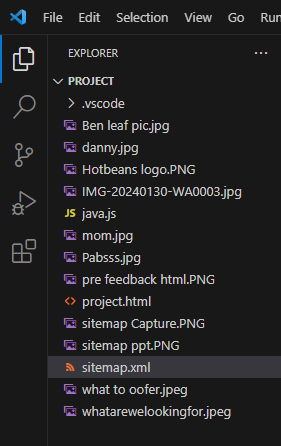 File Edit Selection View Go Run
EXPLORER
PROJECT
.vscode
Ben leaf pic.jpg
danny.jpg
Hotbeans logo.PNG
IMG-20240130-WA0003.jpg
JS java.js
mom.jpg
Pabsss.jpg
pre feedback html.PNG
project.html
sitemap Capture.PNG
sitemap ppt.PNG
sitemap.xml
what to oofer.jpeg
whatarewelookingfor.jpeg